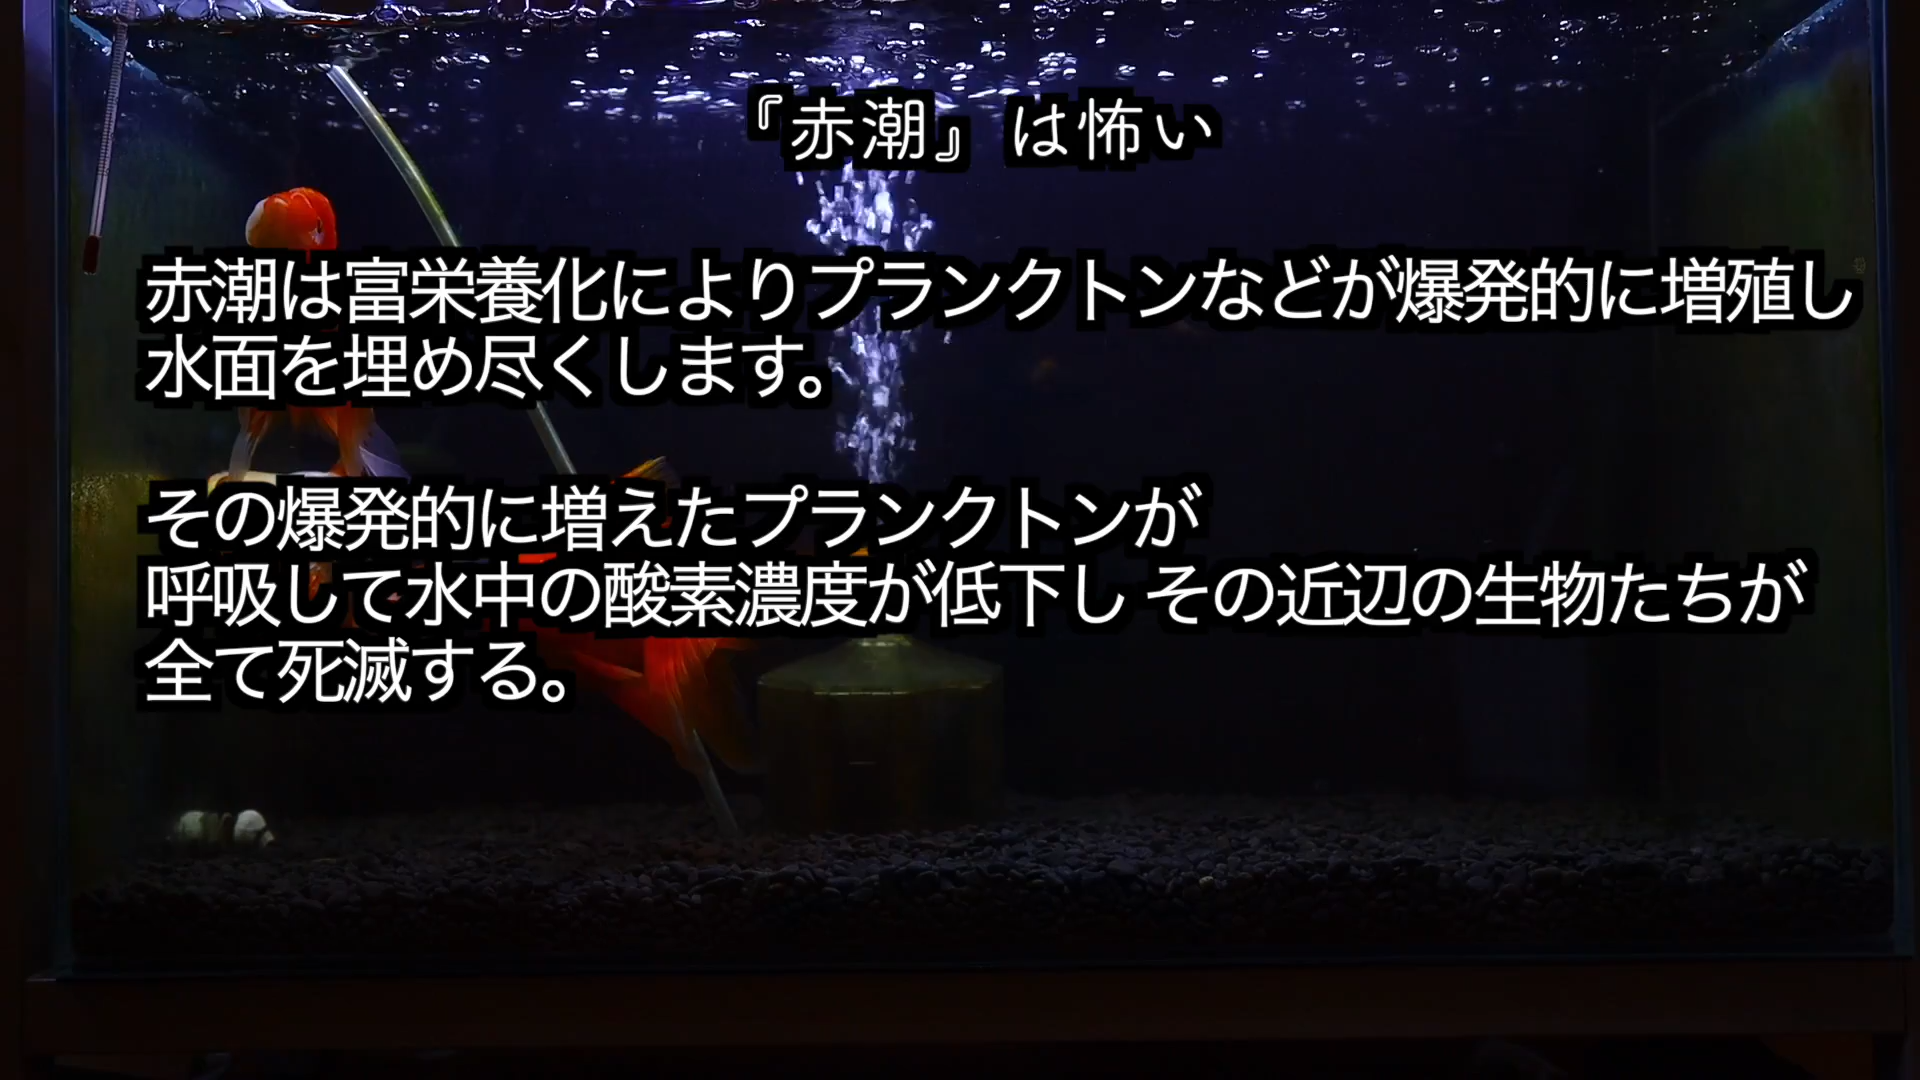 『赤潮』は怖い
赤潮は富栄養化によりプランクトンなどが爆発的に増殖し
水面を埋め尽くします。
その爆発的に増えたプランクトンが
呼吸して水中の酸素濃度が低下し その近辺の生物たちが
全て死滅する。